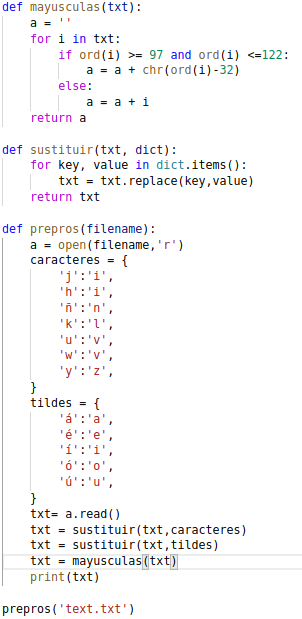 def mayusculas(txt):
    a = ''
    for i in txt:
        if ord(i) >= 97 and ord(i) <=122:
            a = a + chr(ord(i)-32)
        else:
            a = a + i
    return a

def sustituir(txt, dict):
    for key, value in dict.items():
        txt = txt.replace(key,value)
    return txt

def prepros(filename):
    a = open(filename,'r')
    caracteres = {
        'j':'i',
        'h':'i',
        'ñ':'n',
        'k':'l',
        'u':'v',
        'w':'v',
        'y':'z',
    }
    tildes = {
        'á':'a',
        'é':'e',
        'í':'i',
        'ó':'o',
        'ú':'u',
    }
    txt= a.read()
    txt = sustituir(txt,caracteres)
    txt = sustituir(txt,tildes)
    txt = mayusculas(txt)
    print(txt)

prepros('text.txt')